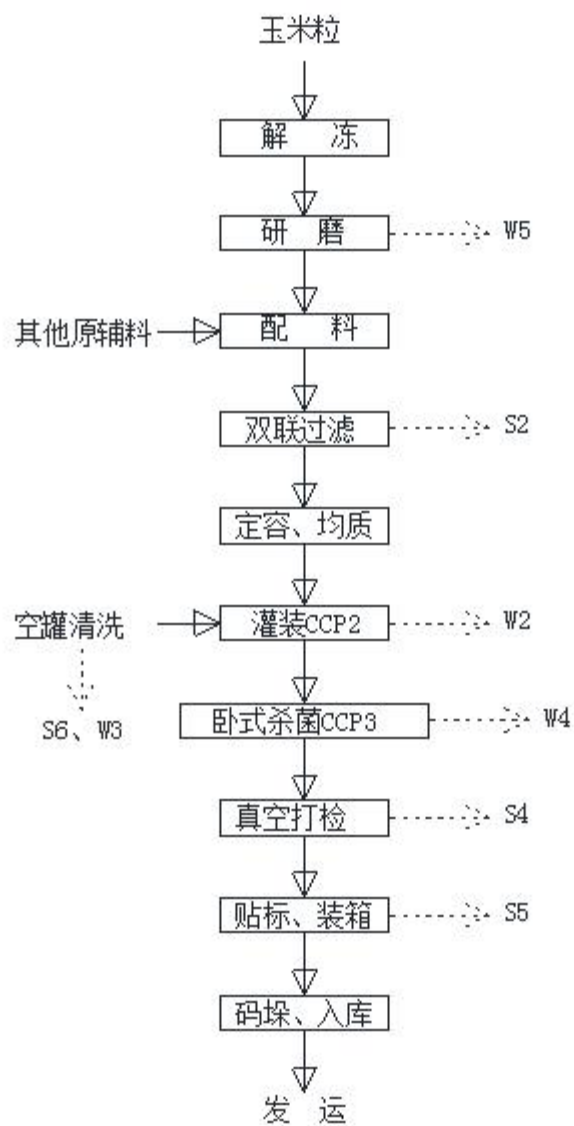 玉米粒
解 冻
研 磨
W5
其他原辅料
配 料
双联过滤
S2
定容、均质
空罐清洗
灌装CCP2
W2
S6、W3
卧式杀菌CCP3
W4
真空打检
S4
贴标、装箱
S5
码垛、入库
发 运